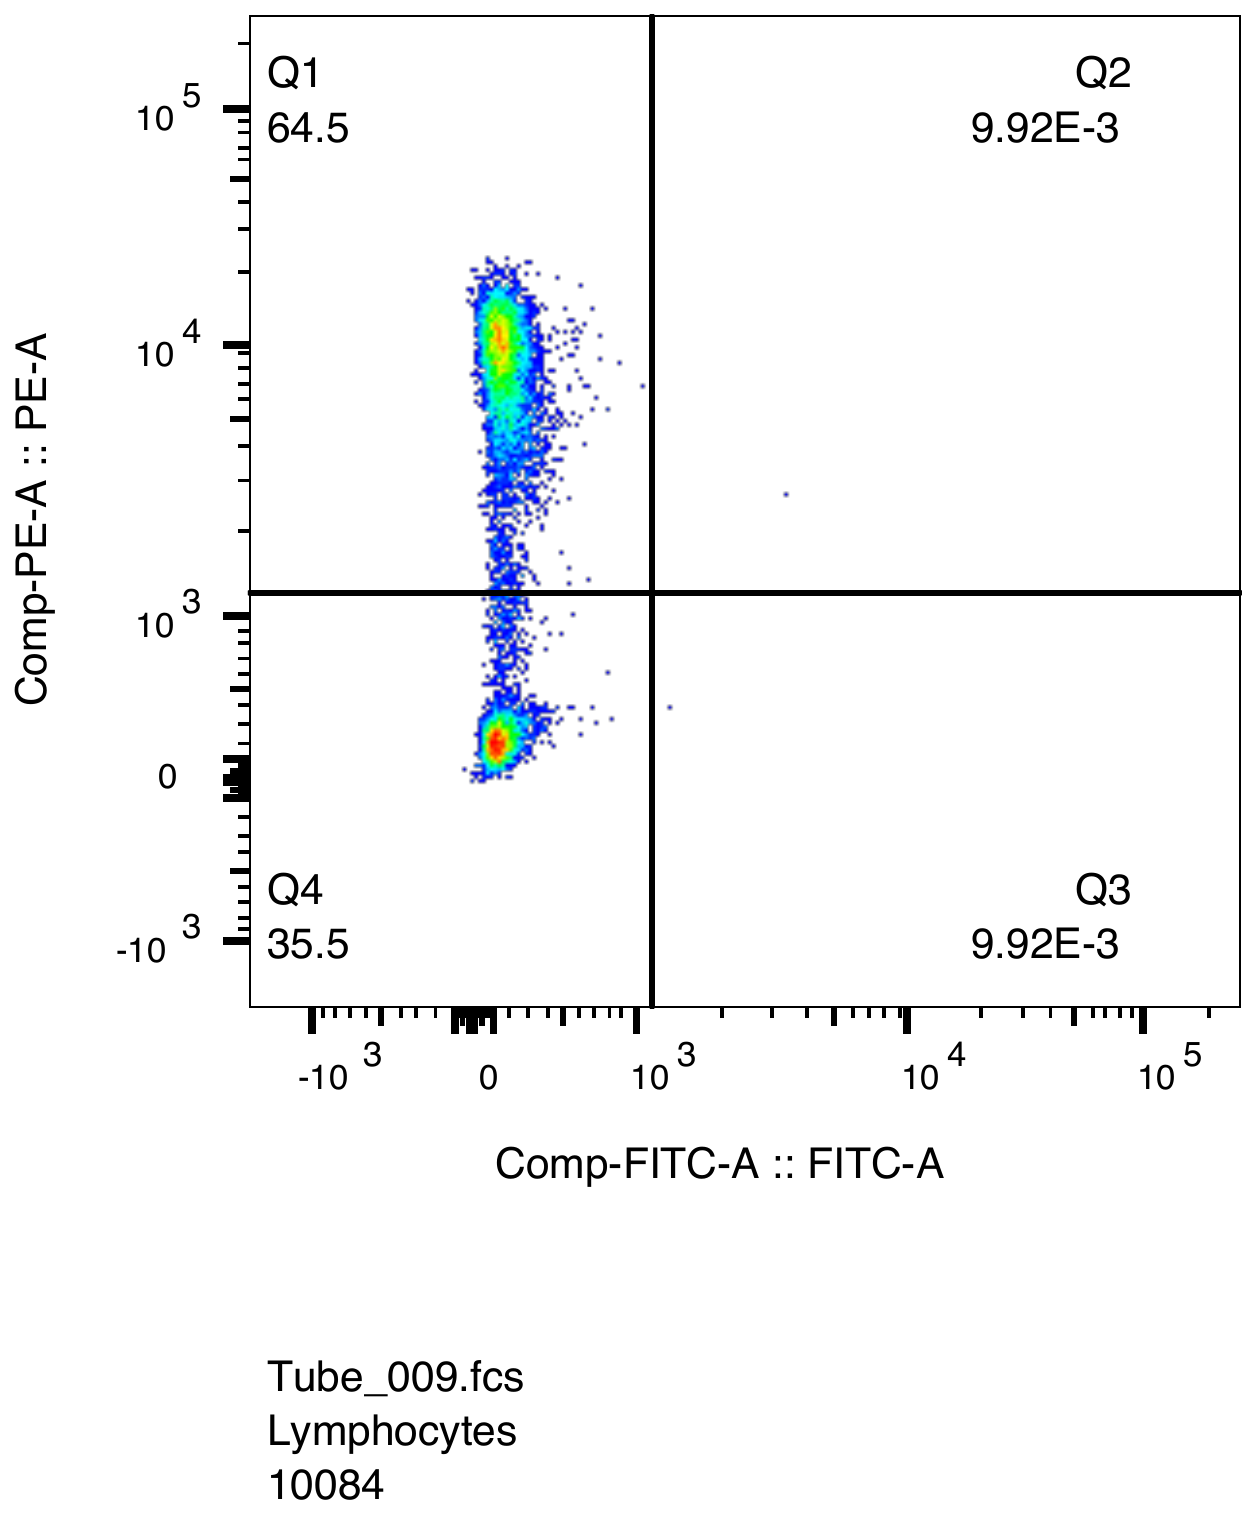 Q1
64.5
Q2
9.92E-3
10 5
10 4
10 3
0
-10 3
Comp-PE-A :: PE-A
Q4
35.5
Q3
9.92E-3
-10 3
0
10 3
10 4
10 5
Comp-FITC-A :: FITC-A
Tube_009.fcs
Lymphocytes
10084